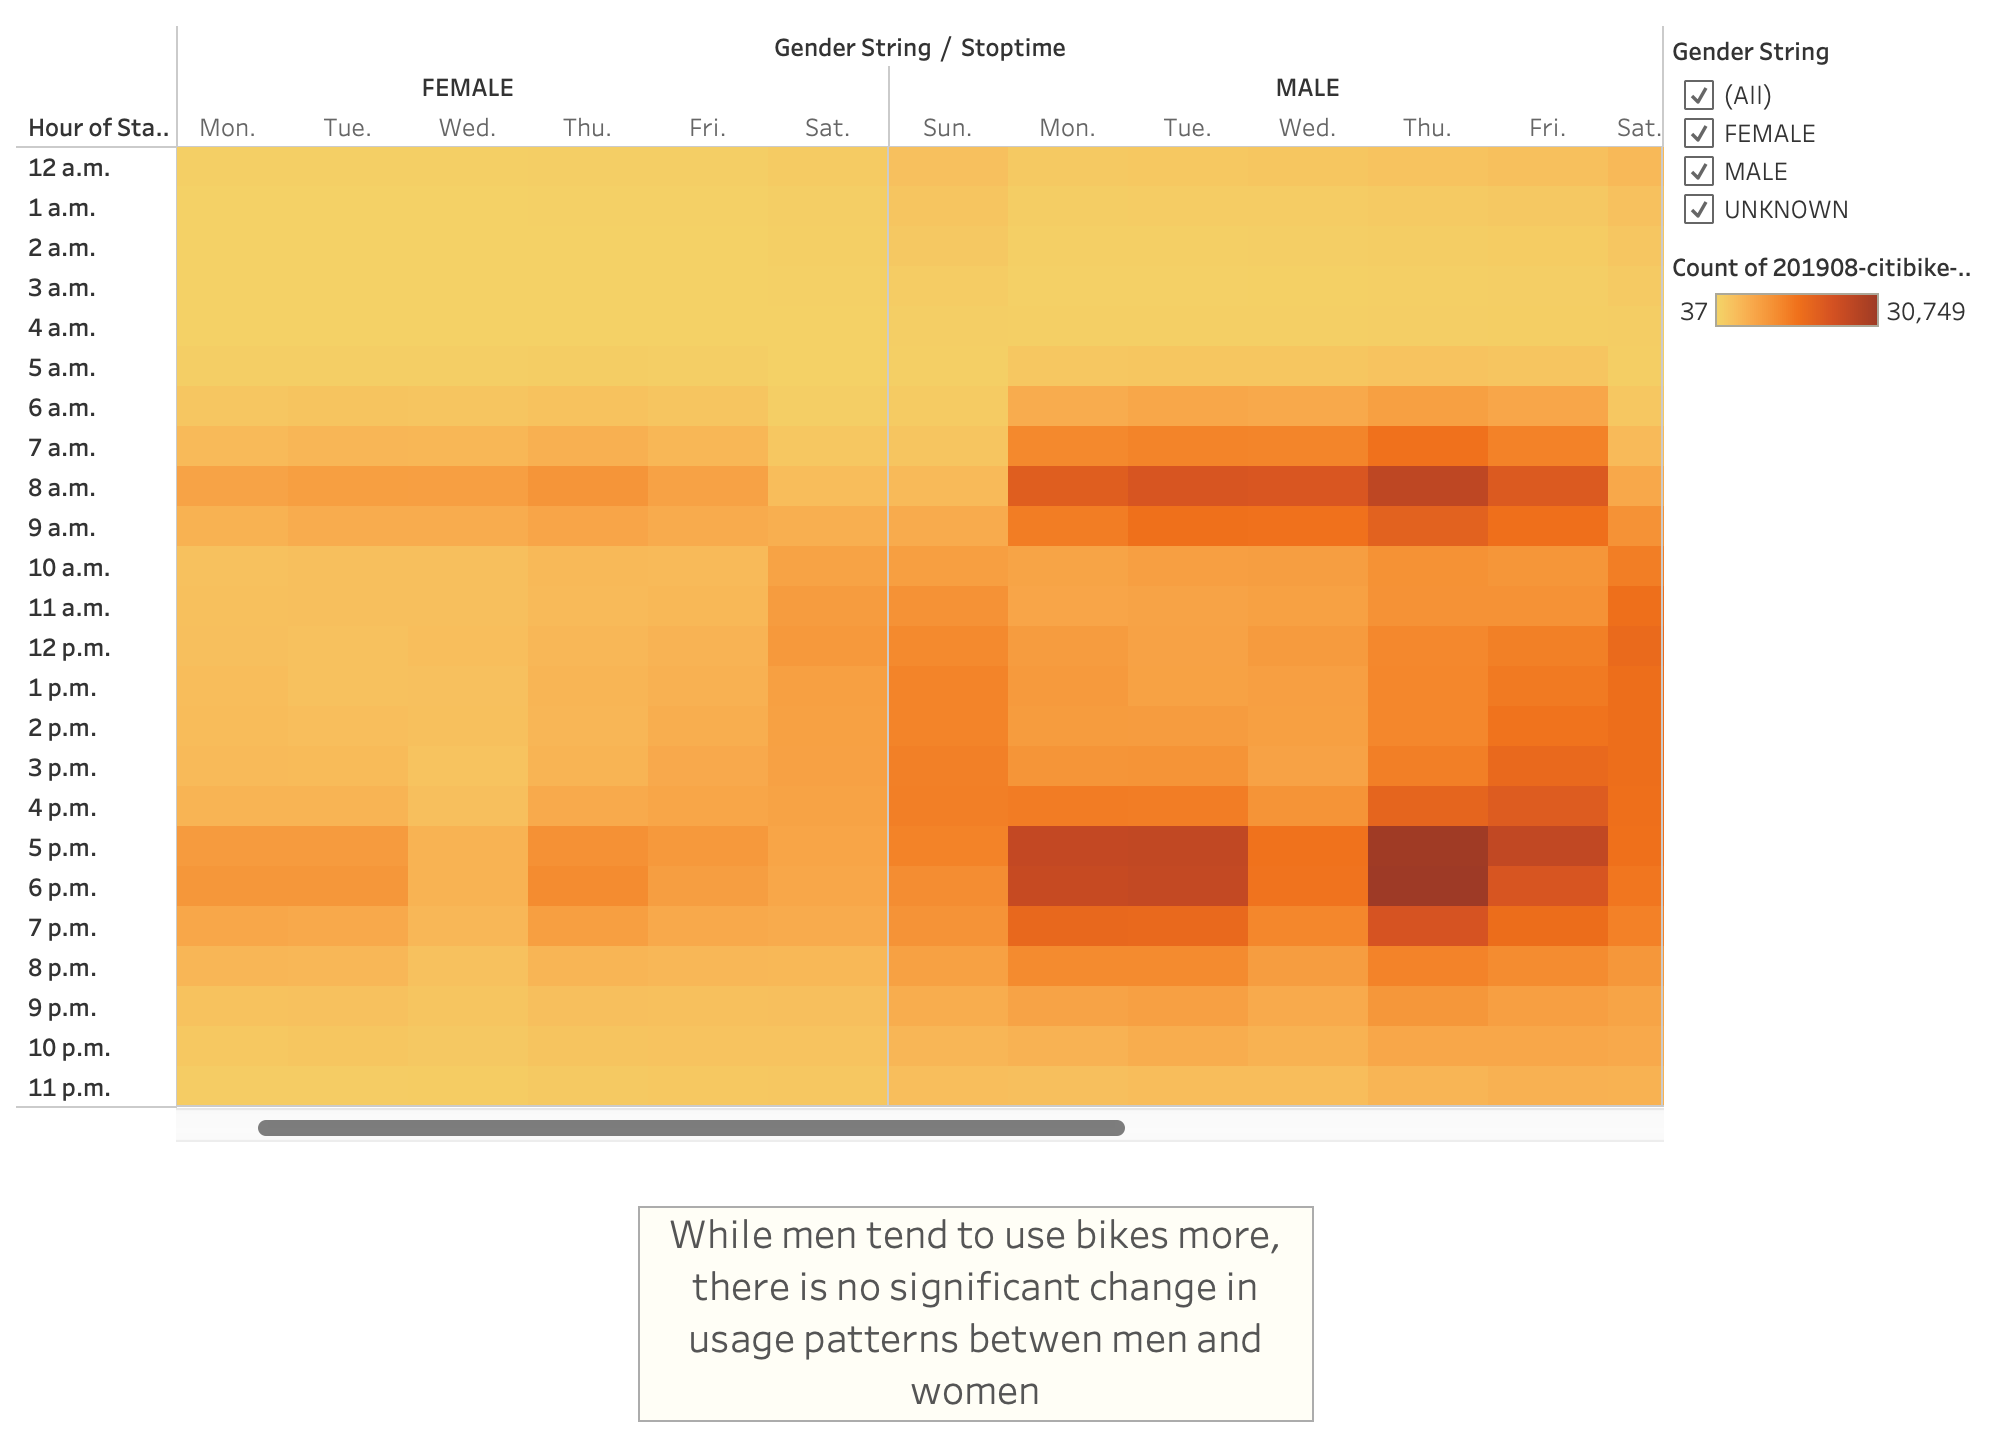 Gender String / Stoptime
FEMALE MALE
Hour of Sta.. Mon. Tue. Wed. Thu. Fri. Sat. Sun. Mon. Tue. Wed. Thu. Fri. Sat.
12 a.m.
1 a.m.
2 a.m.
3 a.m.
4 a.m.
5 a.m.
6 a.m.
7 a.m.
8 a.m.
9 a.m.
10 a.m.
11 a.m.
12 p.m.
1 p.m.
2 p.m.
3 p.m.
4 p.m.
5 p.m.
6 p.m.
7 p.m.
8 p.m.
9 p.m.
10 p.m.
11 p.m.
Gender String
(All)
FEMALE
MALE
UNKNOWN
Count of 201908-citibike-..
37 30,749
While men tend to use bikes more,
there is no significant change in
usage patterns betwen men and
women